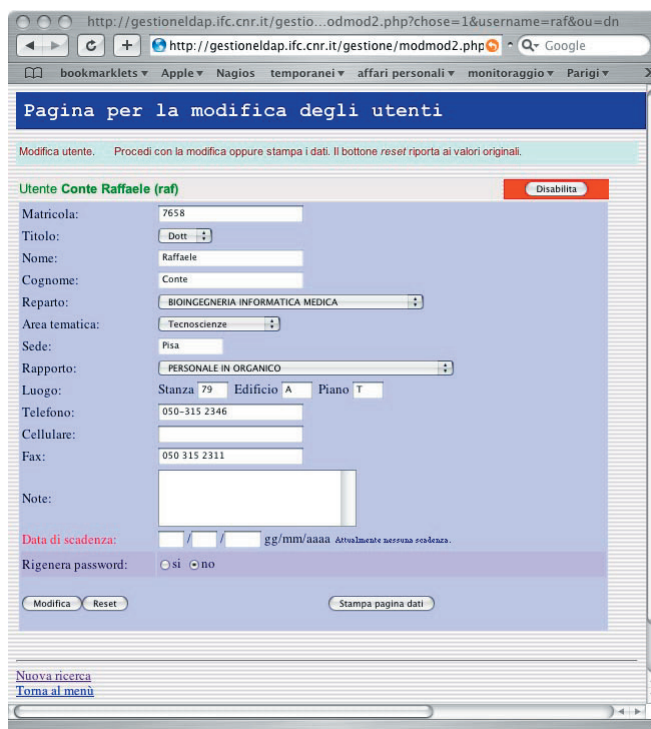 http://gestioneldap.ifc.cnr.it/gestio...odmod2.php?chose=1&username=raf&ou=dn
http://gestioneldap.ifc.cnr.it/gestione/modmod2.php Google
bookmarklets Apple Nagios temporanei affari personali monitoraggio Parigi
Pagina per la modifica degli utenti
Modifica utente. Procedi con la modifica oppure stampa i dati. Il bottone reset riporta ai valori originali.
Utente Conte Raffaele (raf) Disabilita
Matricola: 7658
Titolo: Dott
Nome: Raffaele
Cognome: Conte
Reparto: BIOINGEGNERIA INFORMATICA MEDICA
Area tematica: Tecnoscienze
Sede: Pisa
Rapporto: PERSONALE IN ORGANICO
Luogo: Stanza 79 Edificio A Piano T
Telefono: 050-315 2346
Cellulare:
Fax: 050 315 2311
Note:
Data di scadenza: / / gg/mm/aaaa Attualmente nessuna scadenza.
Rigenera password: si no
Modifica Reset Stampa pagina dati
Nuova ricerca
Torna al menù